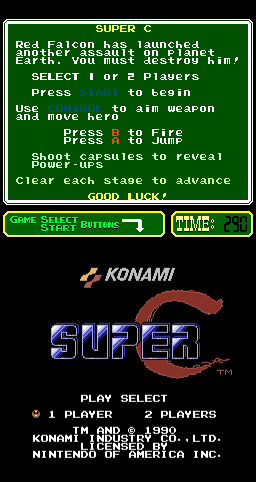 SUPER C
Red Falcon has launched
another assault on planet
Earth. You must destroy him!
SELECT 1 or 2 Players
Press START to begin
Use CONTROL to aim weapon
and move hero
Press B to Fire
Press A to Jump
Shoot capsules to reveal
Power-ups
Clear each stage to advance
GOOD LUCK!
GAME SELECT
START BUTTONS
TIME: 290
KONAMI
SUPER C
TM
PLAY SELECT
1 PLAYER 2 PLAYERS
TM AND © 1990
KONAMI INDUSTRY CO.,LTD.
LICENSED BY
NINTENDO OF AMERICA INC.